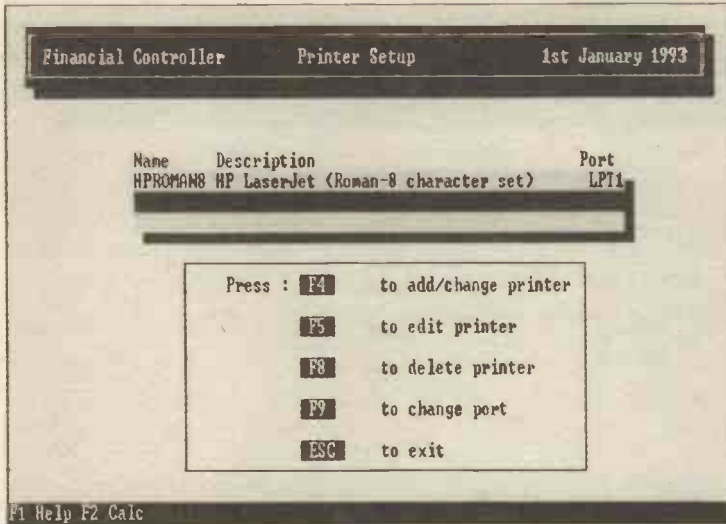 Financial Controller Printer Setup 1st January 1993
Name Description Port
HPROMAN8 HP LaserJet (Roman-8 character set) LPT1
Press : F4 to add/change printer
F5 to edit printer
F8 to delete printer
F9 to change port
ESC to exit
F1 Help F2 Calc